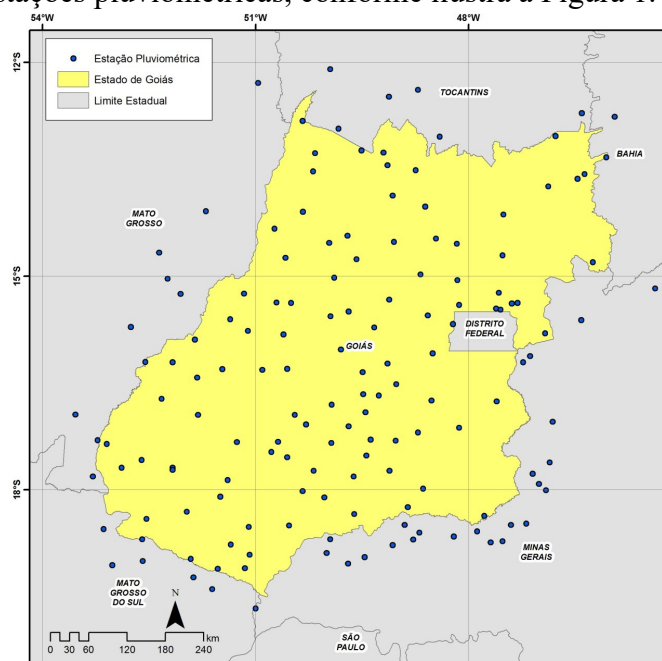 tações pluviométricas, conforme ilustra a Figura 1.
54°W
51°W
48°W
12°S
15°S
18°S
Estação Pluviométrica
Estado de Goiás
Limite Estadual
TOCANTINS
BAHIA
MATO
GROSSO
DISTRITO
FEDERAL
GOIÁS
MINAS
GERAIS
MATO
GROSSO
DO SUL
N
SÃO
PAULO
0 30 60 120 180 240
km